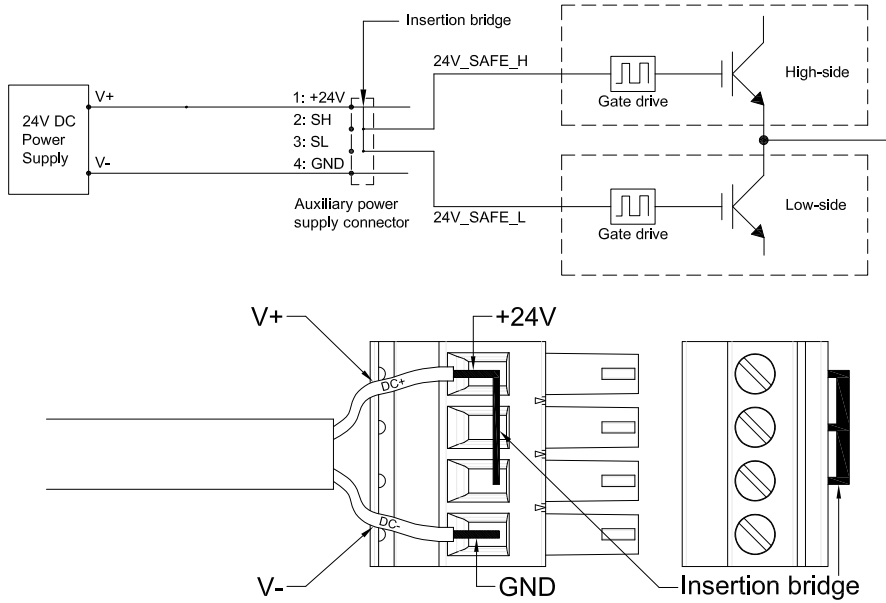 Insertion bridge
24V_SAFE_H
High-side
Gate drive
V+
1: +24V
2: SH
3: SL
4: GND
24V DC
Power
Supply
V-
Auxiliary power
supply connector
24V_SAFE_L
Low-side
Gate drive
V+
+24V
DC+
DC-
V-
GND
Insertion bridge